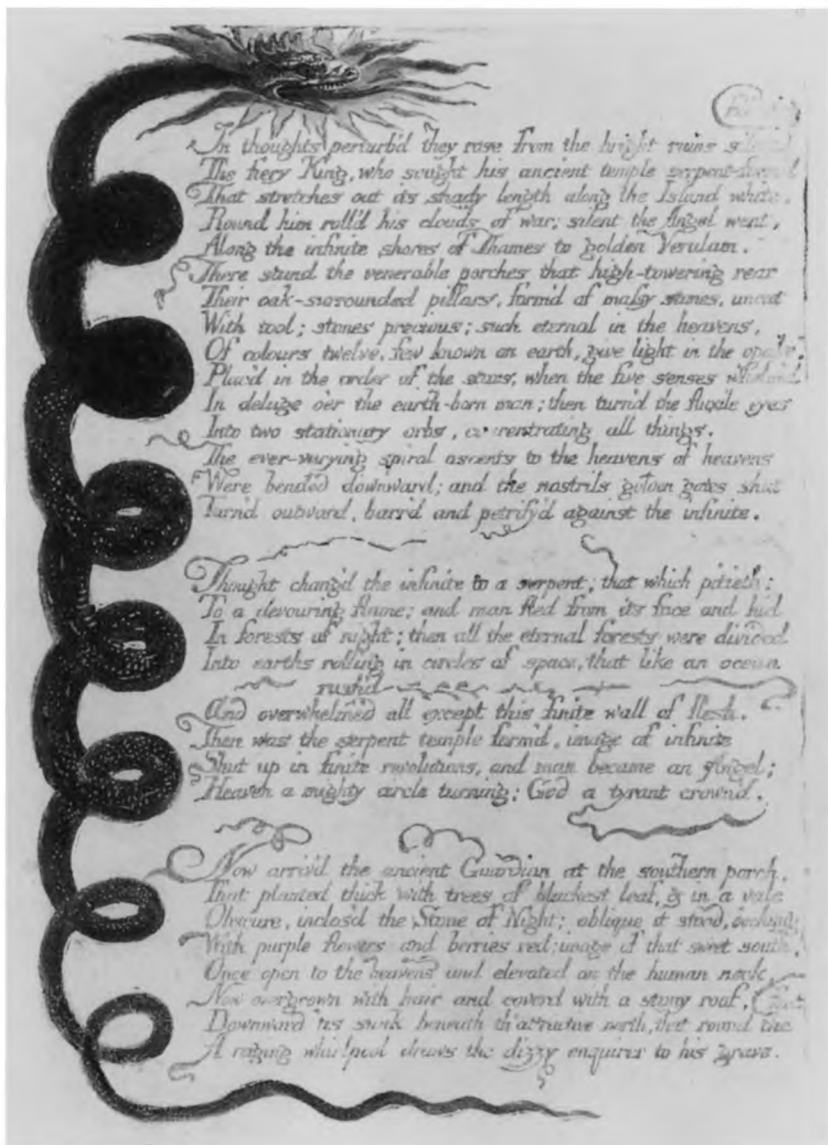 In thoughts perturb'd they rose from the bright ruins
The fiery King, who sought his ancient temple serpent-form'd
That stretches out its shady length along the Island white.
Round him roll'd his clouds of war; silent the Angel went,
Along the infinite shores of Thames to golden Verulam.
There stand the venerable porches that high-towering rear
Their oak-surrounded pillars, form'd of massy stones, uncut
With tool; stones precious; such eternal in the heavens,
Of colours twelve, few known on earth, give light in the opake,
Plac'd in the order of the stars, when the five senses whelm'd
In deluge o'er the earth-born man; then turn'd the fluxile eyes
Into two stationary orbs, concentrating all things.
The ever-varying spiral ascents to the heavens of heavens
Were bended downward; and the nostrils golden gates shut
Turn'd outward, barr'd and petrify'd against the infinite.
Thought chang'd the infinite to a serpent; that which pitieth:
To a devouring flame; and man fled from its face and hid
In forests of night; then all the eternal forests were divided
Into earths rolling in circles of space, that like an ocean
rush'd
And overwhelmed all except this finite wall of flesh.
Then was the serpent temple form'd, image of infinite
Shut up in finite revolutions, and man became an Angel;
Heaven a mighty circle turning; God a tyrant crown'd.
Now arriv'd the ancient Guardian at the southern porch,
That planted thick with trees of blackest leaf, & in a vale
Obscure, inclos'd the Stone of Night; oblique it stood,
With purple flowers and berries red; image of that sweet south,
Once open to the heavens and elevated on the human neck,
Now overgrown with hair and cover'd with a stony roof,
Downward 'tis sunk beneath th' attractive north, that round the
A raging whirlpool draws the dizzy enquirer to his grave.